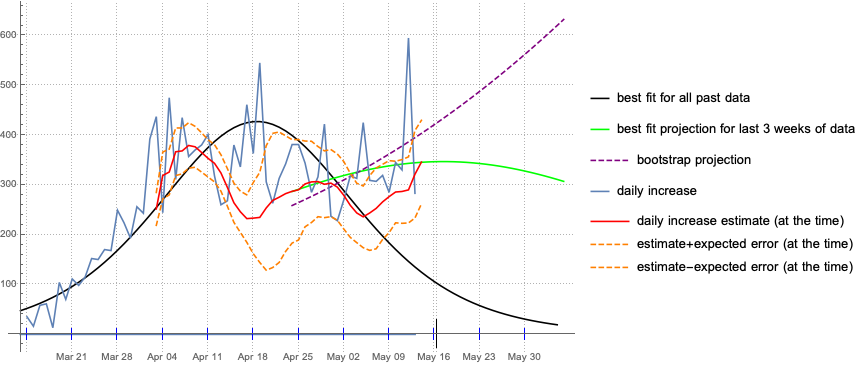 600
500
400
300
200
100
Mar 21 Mar 28 Apr 04 Apr 11 Apr 18 Apr 25 May 02 May 09 May 16 May 23 May 30
best fit for all past data
best fit projection for last 3 weeks of data
bootstrap projection
daily increase
daily increase estimate (at the time)
estimate+expected error (at the time)
estimate−expected error (at the time)